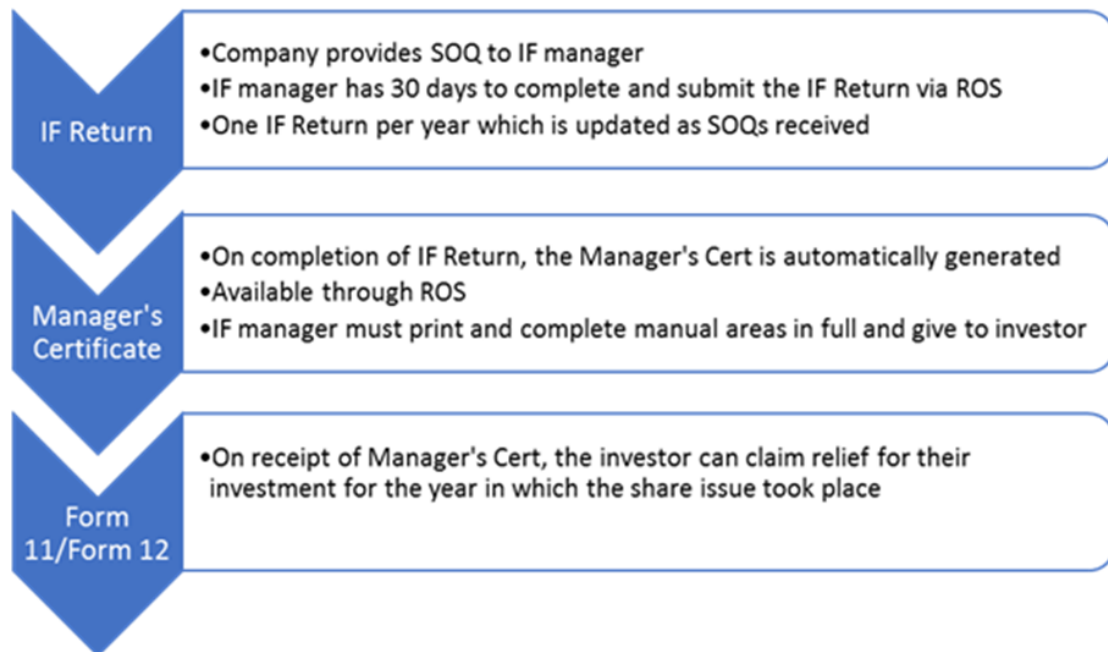 IF Return
•Company provides SOQ to IF manager
•IF manager has 30 days to complete and submit the IF Return via ROS
•One IF Return per year which is updated as SOQs received
Manager's
Certificate
•On completion of IF Return, the Manager's Cert is automatically generated
•Available through ROS
•IF manager must print and complete manual areas in full and give to investor
Form
11/Form 12
•On receipt of Manager's Cert, the investor can claim relief for their
investment for the year in which the share issue took place